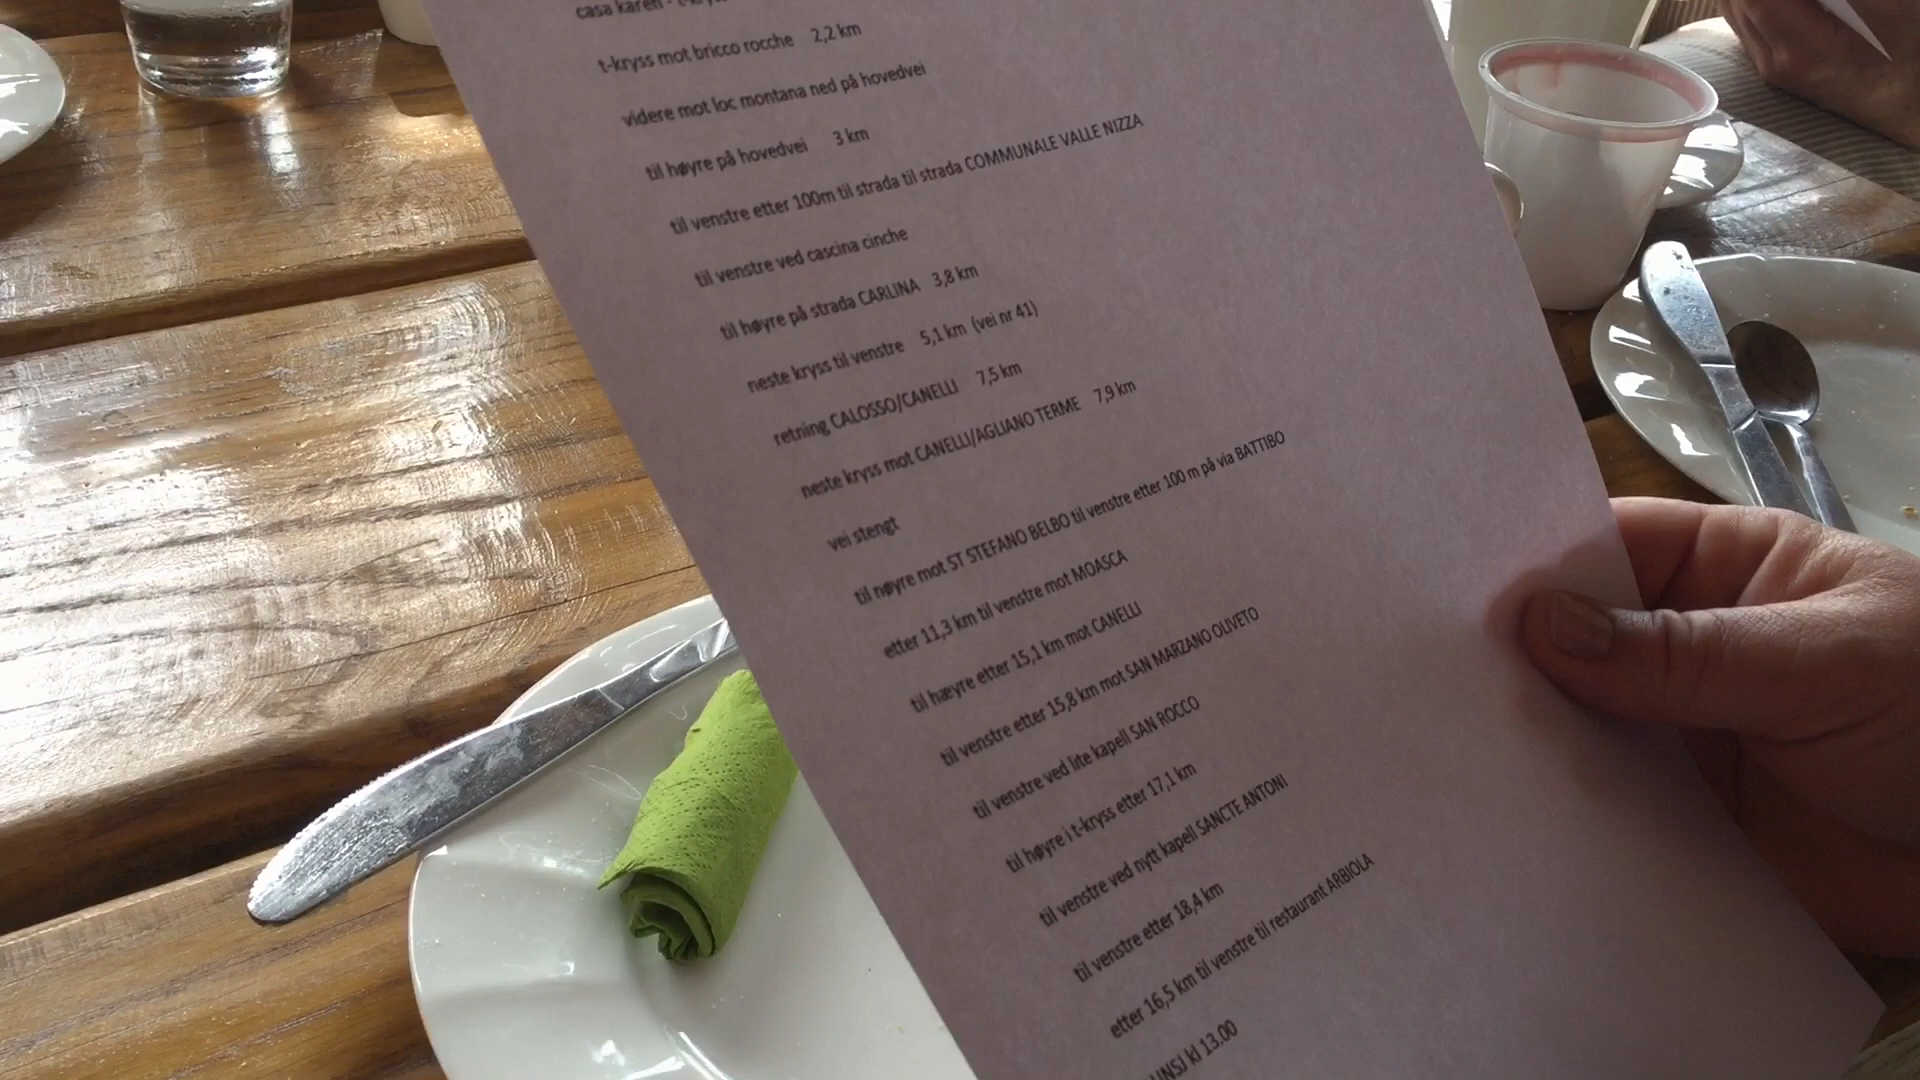 casa karen - t-kryss
t-kryss mot bricco rocche 2,2 km
videre mot loc montana ned på hovedvei
til høyre på hovedvei 3 km
til venstre etter 100m til strada til strada COMMUNALE VALLE NIZZA
til venstre ved cascina cinche
til høyre på strada CARLINA 3,8 km
neste kryss til venstre 5,1 km (vei nr 41)
retning CALOSSO/CANELLI 7,5 km
neste kryss mot CANELLI/AGLIANO TERME 7,9 km
vei stengt
til nøyre mot ST STEFANO BELBO til venstre etter 100 m på via BATTIBO
etter 11,3 km til venstre mot MOASCA
til hæyre etter 15,1 km mot CANELLI
til venstre etter 15,8 km mot SAN MARZANO OLIVETO
til venstre ved lite kapell SAN ROCCO
til høyre i t-kryss etter 17,1 km
til venstre ved nytt kapell SANCTE ANTONI
til venstre etter 18,4 km
etter 16,5 km til venstre til restaurant ARBIOLA
kl 13.00